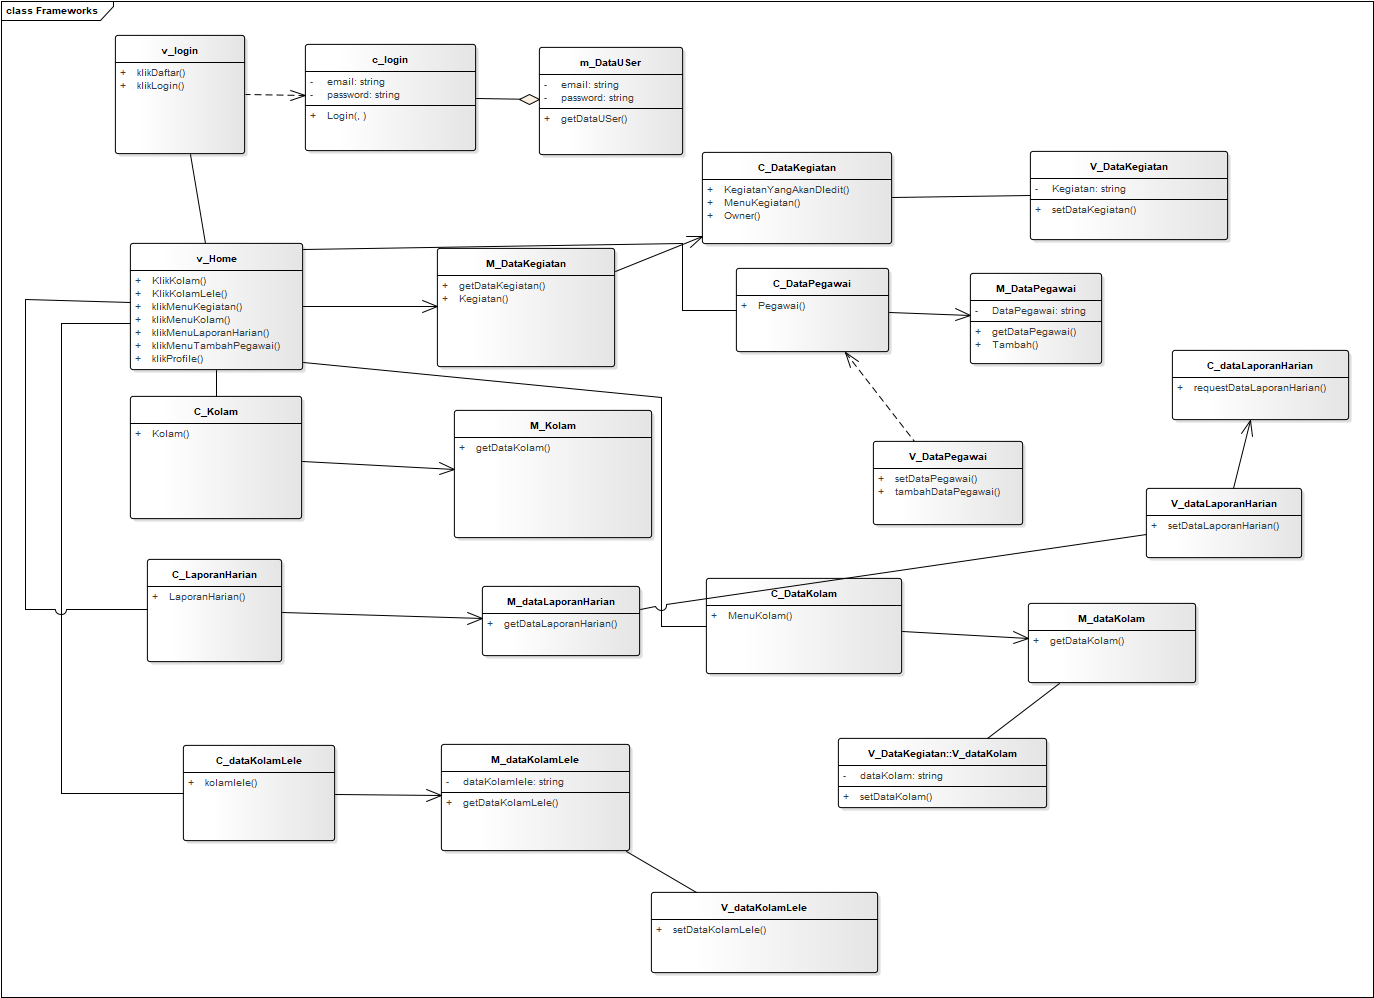 class Frameworks
v_login
+ klikDaftar()
+ klikLogin()
c_login
- email: string
- password: string
+ Login(, )
m_DataUSer
- email: string
- password: string
+ getDataUSer()
C_DataKegiatan
+ KegiatanYangAkanDIedit()
+ MenuKegiatan()
+ Owner()
V_DataKegiatan
- Kegiatan: string
+ setDataKegiatan()
v_Home
+ KlikKolam()
+ KlikKolamLele()
+ klikMenuKegiatan()
+ klikMenuKolam()
+ klikMenuLaporanHarian()
+ klikMenuTambahPegawai()
+ klikProfile()
M_DataKegiatan
+ getDataKegiatan()
+ Kegiatan()
C_DataPegawai
+ Pegawai()
M_DataPegawai
- DataPegawai: string
+ getDataPegawai()
+ Tambah()
C_dataLaporanHarian
+ requestDataLaporanHarian()
C_Kolam
+ Kolam()
M_Kolam
+ getDataKolam()
V_DataPegawai
+ setDataPegawai()
+ tambahDataPegawai()
V_dataLaporanHarian
+ setDataLaporanHarian()
C_LaporanHarian
+ LaporanHarian()
M_dataLaporanHarian
+ getDataLaporanHarian()
C_DataKolam
+ MenuKolam()
M_dataKolam
+ getDataKolam()
V_DataKegiatan::V_dataKolam
- dataKolam: string
+ setDataKolam()
C_dataKolamLele
+ kolamlele()
M_dataKolamLele
- dataKolamlele: string
+ getDataKolamLele()
V_dataKolamLele
+ setDataKolamLele()